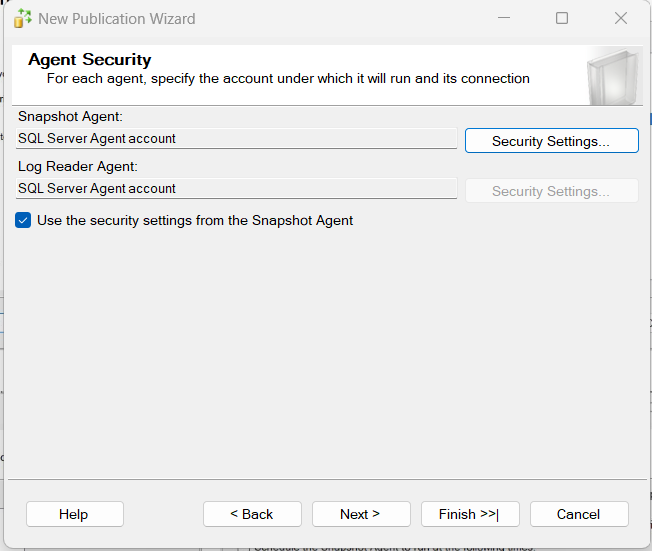 New Publication Wizard
Agent Security
For each agent, specify the account under which it will run and its connection
Snapshot Agent:
SQL Server Agent account
Security Settings...
Log Reader Agent:
SQL Server Agent account
Security Settings...
Use the security settings from the Snapshot Agent
Help
< Back
Next >
Finish >>|
Cancel
Schedule the Snapshot Agent to run at the following times: